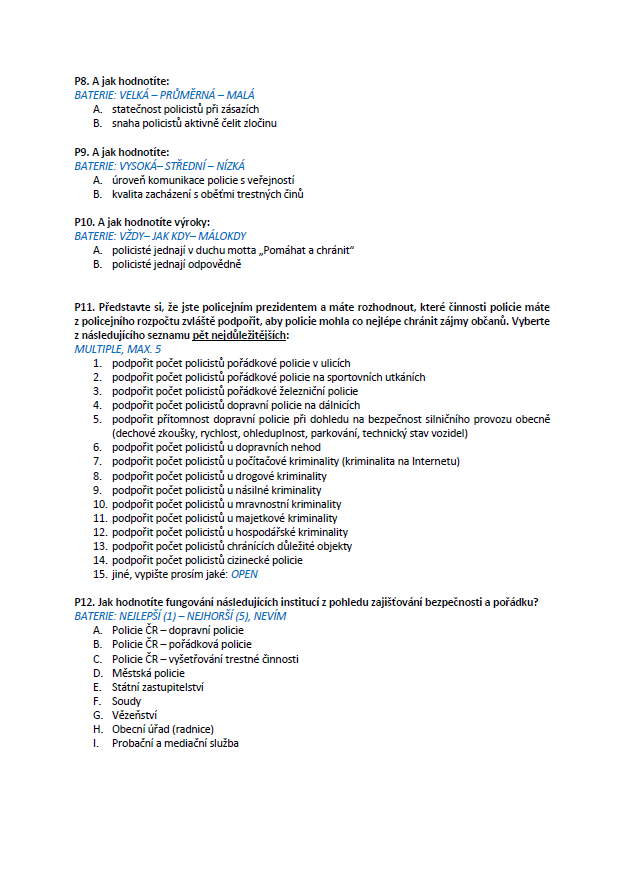 P8. A jak hodnotíte:
BATERIE: VELKÁ – PRŮMĚRNÁ – MALÁ
A. statečnost policistů při zásazích
B. snaha policistů aktivně čelit zločinu
P9. A jak hodnotíte:
BATERIE: VYSOKÁ– STŘEDNÍ – NÍZKÁ
A. úroveň komunikace policie s veřejností
B. kvalita zacházení s oběťmi trestných činů
P10. A jak hodnotíte výroky:
BATERIE: VŽDY– JAK KDY– MÁLOKDY
A. policisté jednají v duchu motta „Pomáhat a chránit“
B. policisté jednají odpovědně
P11. Představte si, že jste policejním prezidentem a máte rozhodnout, které činnosti policie máte
z policejního rozpočtu zvláště podpořit, aby policie mohla co nejlépe chránit zájmy občanů. Vyberte
z následujícího seznamu pět nejdůležitějších:
MULTIPLE, MAX. 5
1. podpořit počet policistů pořádkové policie v ulicích
2. podpořit počet policistů pořádkové policie na sportovních utkáních
3. podpořit počet policistů pořádkové železniční policie
4. podpořit počet policistů dopravní policie na dálnicích
5. podpořit přítomnost dopravní policie při dohledu na bezpečnost silničního provozu obecně
(dechové zkoušky, rychlost, ohleduplnost, parkování, technický stav vozidel)
6. podpořit počet policistů u dopravních nehod
7. podpořit počet policistů u počítačové kriminality (kriminalita na Internetu)
8. podpořit počet policistů u drogové kriminality
9. podpořit počet policistů u násilné kriminality
10. podpořit počet policistů u mravnostní kriminality
11. podpořit počet policistů u majetkové kriminality
12. podpořit počet policistů u hospodářské kriminality
13. podpořit počet policistů chránících důležité objekty
14. podpořit počet policistů cizinecké policie
15. jiné, vypište prosím jaké: OPEN
P12. Jak hodnotíte fungování následujících institucí z pohledu zajišťování bezpečnosti a pořádku?
BATERIE: NEJLEPŠÍ (1) – NEJHORŠÍ (5), NEVÍM
A. Policie ČR – dopravní policie
B. Policie ČR – pořádková policie
C. Policie ČR – vyšetřování trestné činnosti
D. Městská policie
E. Státní zastupitelství
F. Soudy
G. Vězeňství
H. Obecní úřad (radnice)
I. Probační a mediační služba